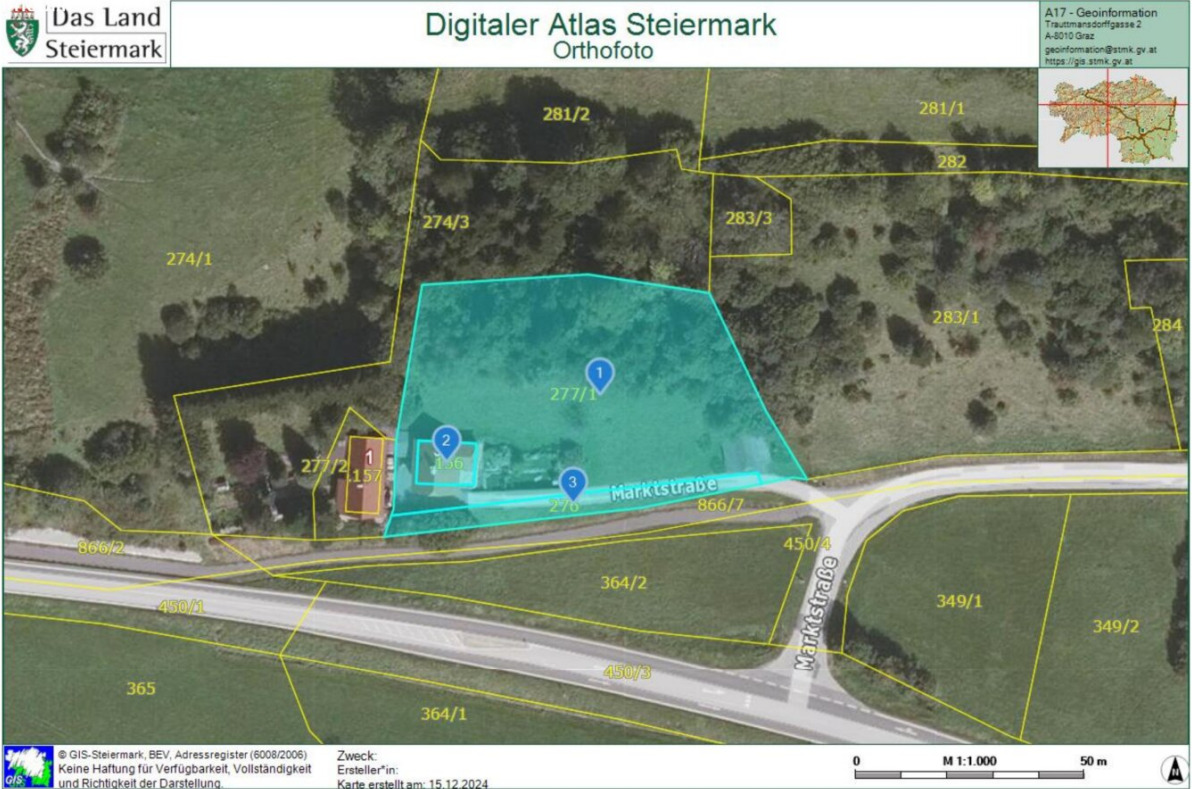 Das Land
Steiermark
Digitaler Atlas Steiermark
Orthofoto
A17 - Geoinformation
Trauttmansdorffgasse 2
A-8010 Graz
geoinformation@stmk.gv.at
https://gis.stmk.gv.at
281/2
281/1
282
274/3
283/3
274/1
283/1
284
1
277/1
2
.156
1
277/2
.157
3
Marktstraße
276
866/7
866/2
450/4
364/2
Marktstraße
349/1
349/2
450/1
450/3
365
364/1
GIS
© GIS-Steiermark, BEV, Adressregister (6008/2006)
Keine Haftung für Verfügbarkeit, Vollständigkeit
und Richtigkeit der Darstellung.
Zweck:
Ersteller*in:
Karte erstellt am: 15.12.2024
0 M 1:1.000 50 m
N